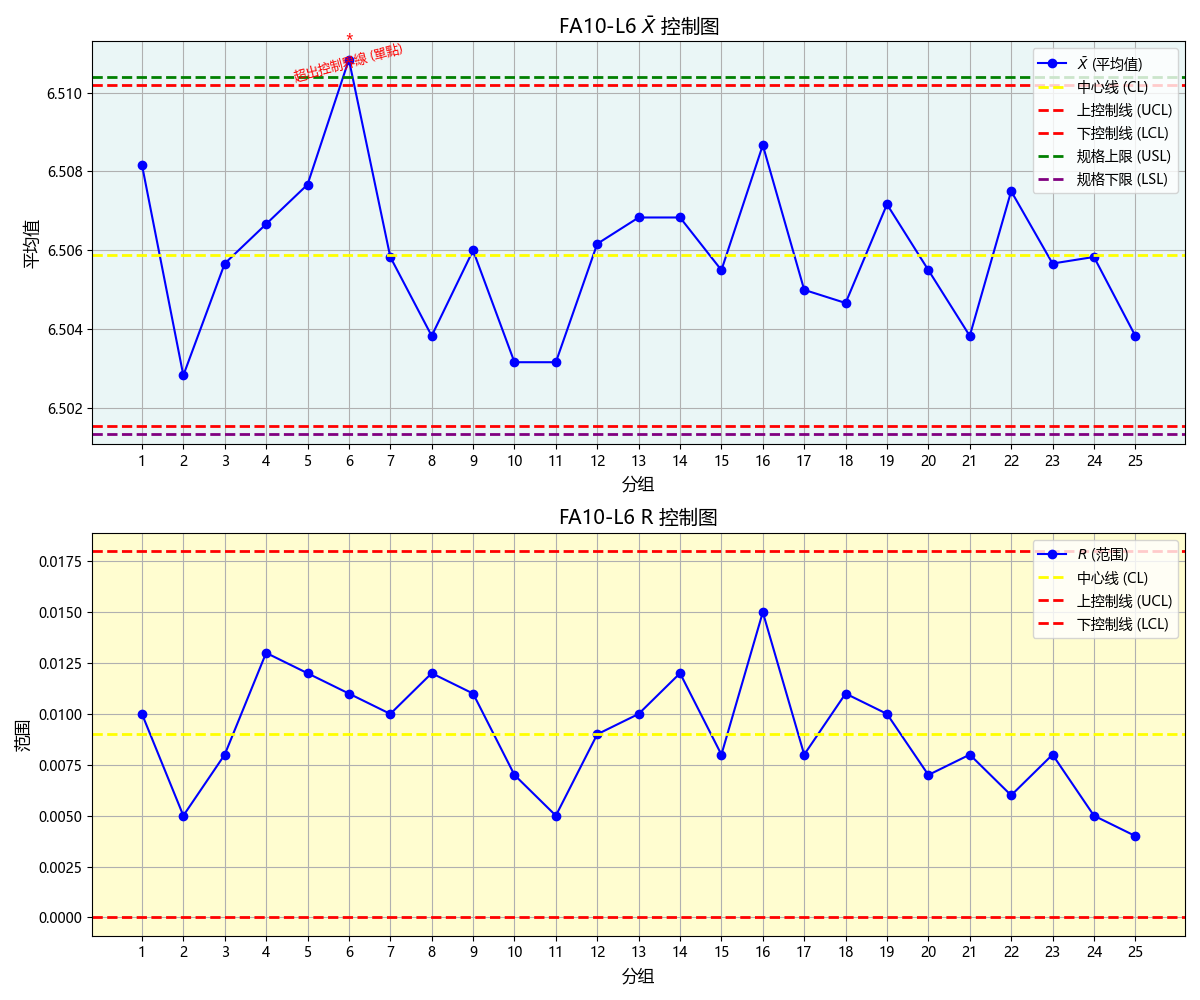 FA10-L6 X̄ 控制图
*
超出控制界線 (單點)
X̄ (平均值)
中心线 (CL)
上控制线 (UCL)
下控制线 (LCL)
规格上限 (USL)
规格下限 (LSL)
平均值
6.510
6.508
6.506
6.504
6.502
1 2 3 4 5 6 7 8 9 10 11 12 13 14 15 16 17 18 19 20 21 22 23 24 25
分组
FA10-L6 R 控制图
R (范围)
中心线 (CL)
上控制线 (UCL)
下控制线 (LCL)
范围
0.0175
0.0150
0.0125
0.0100
0.0075
0.0050
0.0025
0.0000
1 2 3 4 5 6 7 8 9 10 11 12 13 14 15 16 17 18 19 20 21 22 23 24 25
分组